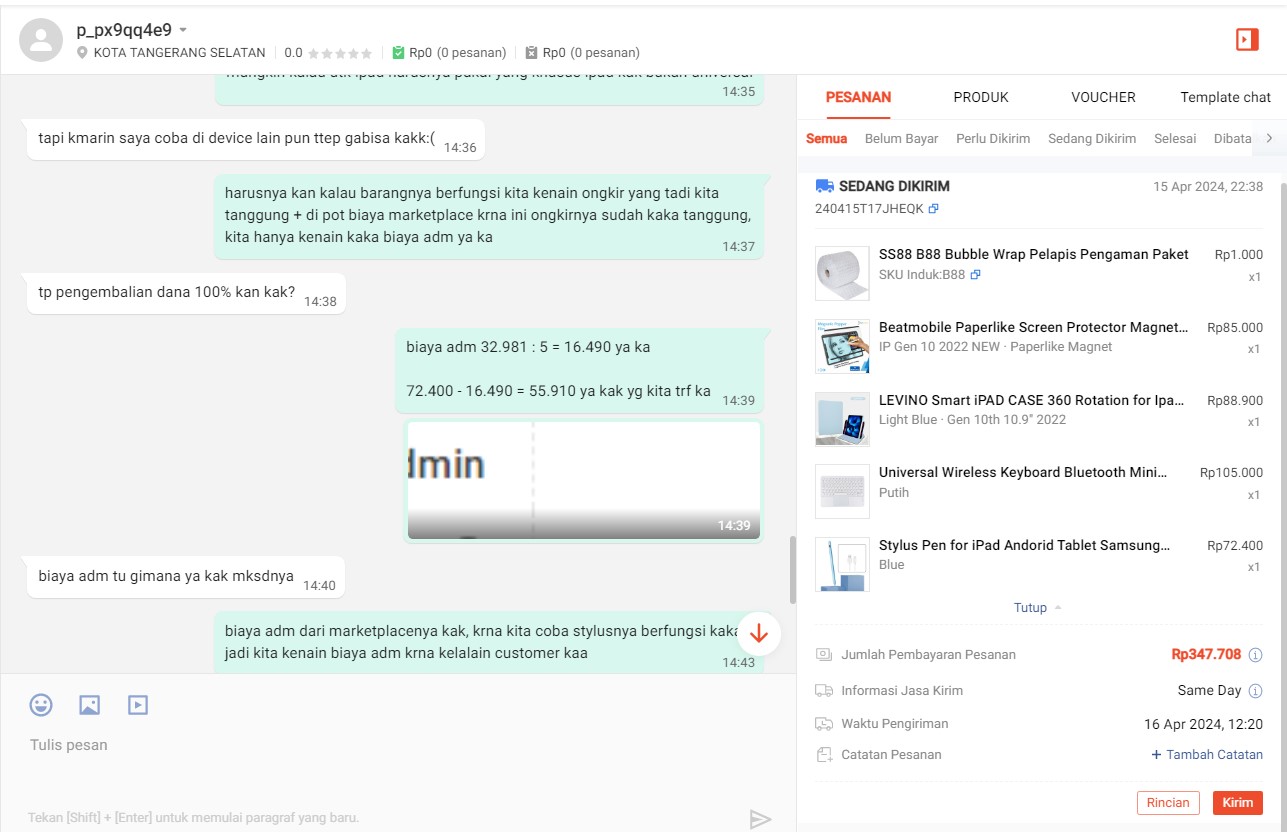 p_px9qq4e9
KOTA TANGERANG SELATAN
0.0
Rp0 (0 pesanan)
Rp0 (0 pesanan)
14:35
tapi kmarin saya coba di device lain pun ttep gabisa kakk:(
14:36
harusnya kan kalau barangnya berfungsi kita kenain ongkir yang tadi kita
tanggung + di pot biaya marketplace krna ini ongkirnya sudah kaka tanggung,
kita hanya kenain kaka biaya adm ya ka
14:37
tp pengembalian dana 100% kan kak?
14:38
biaya adm 32.981 : 5 = 16.490 ya ka
72.400 - 16.490 = 55.910 ya kak yg kita trf ka
14:39
dmin
14:39
biaya adm tu gimana ya kak mksdnya
14:40
biaya adm dari marketplacenya kak, krna kita coba stylusnya berfungsi kaka
jadi kita kenain biaya adm krna kelalain customer kaa
14:43
Tulis pesan
Tekan [Shift] + [Enter] untuk memulai paragraf yang baru.
PESANAN
PRODUK
VOUCHER
Template chat
Semua
Belum Bayar
Perlu Dikirim
Sedang Dikirim
Selesai
Dibata
SEDANG DIKIRIM
15 Apr 2024, 22:38
240415T17JHEQK
SS88 B88 Bubble Wrap Pelapis Pengaman Paket
Rp1.000
SKU Induk:B88
x1
Beatmobile Paperlike Screen Protector Magnet...
Rp85.000
IP Gen 10 2022 NEW · Paperlike Magnet
x1
LEVINO Smart iPAD CASE 360 Rotation for Ipa...
Rp88.900
Light Blue · Gen 10th 10.9" 2022
x1
Universal Wireless Keyboard Bluetooth Mini...
Rp105.000
Putih
x1
Stylus Pen for iPad Andorid Tablet Samsung...
Rp72.400
Blue
x1
Tutup
Jumlah Pembayaran Pesanan
Rp347.708
Informasi Jasa Kirim
Same Day
Waktu Pengiriman
16 Apr 2024, 12:20
Catatan Pesanan
+ Tambah Catatan
Rincian
Kirim